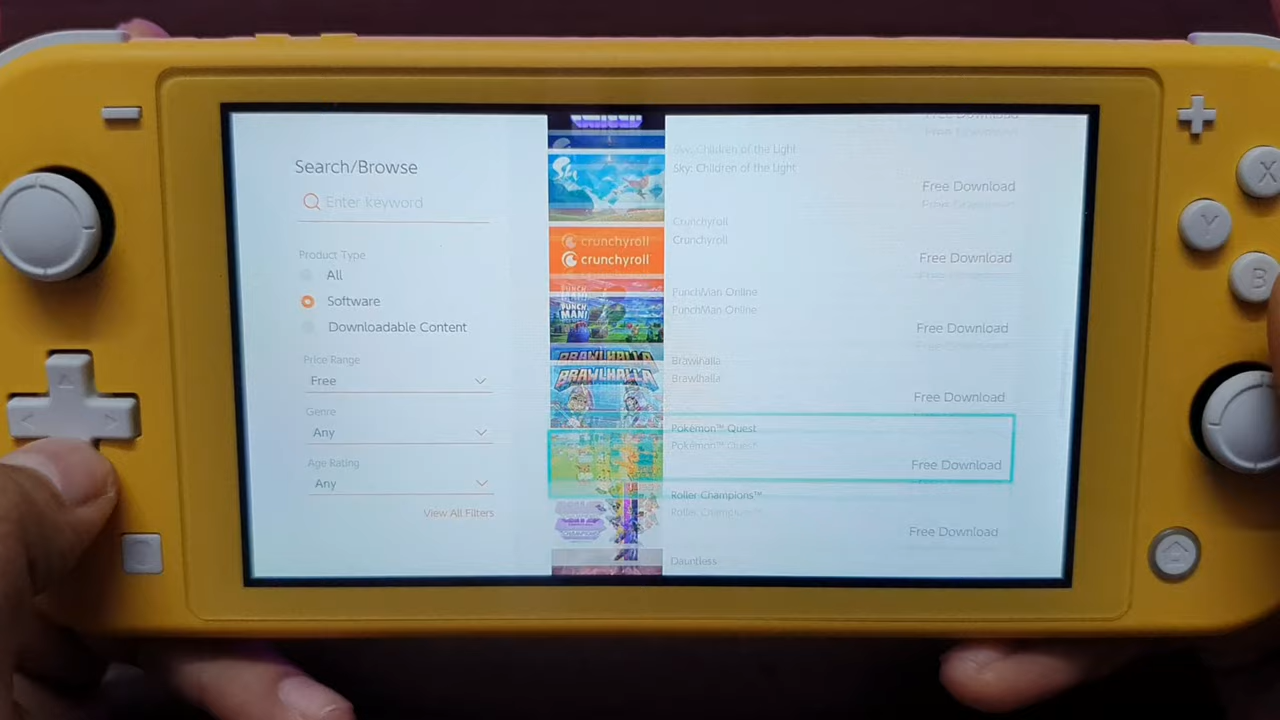 Search/Browse
Enter keyword
Product Type
All
Software
Downloadable Content
Price Range
Free
Genre
Any
Age Rating
Any
View All Filters
Sky: Children of the Light
Sky: Children of the Light
Free Download
crunchyroll
crunchyroll
Crunchyroll
Crunchyroll
Free Download
PUNCH
MAN!
PunchMan Online
PunchMan Online
Free Download
BRAWLHALLA
BRAWLHALLA
Brawlhalla
Brawlhalla
Free Download
Pokémon™ Quest
Pokémon™ Quest
Free Download
Roller Champions™
Roller Champions™
Free Download
Dauntless
X
Y
B